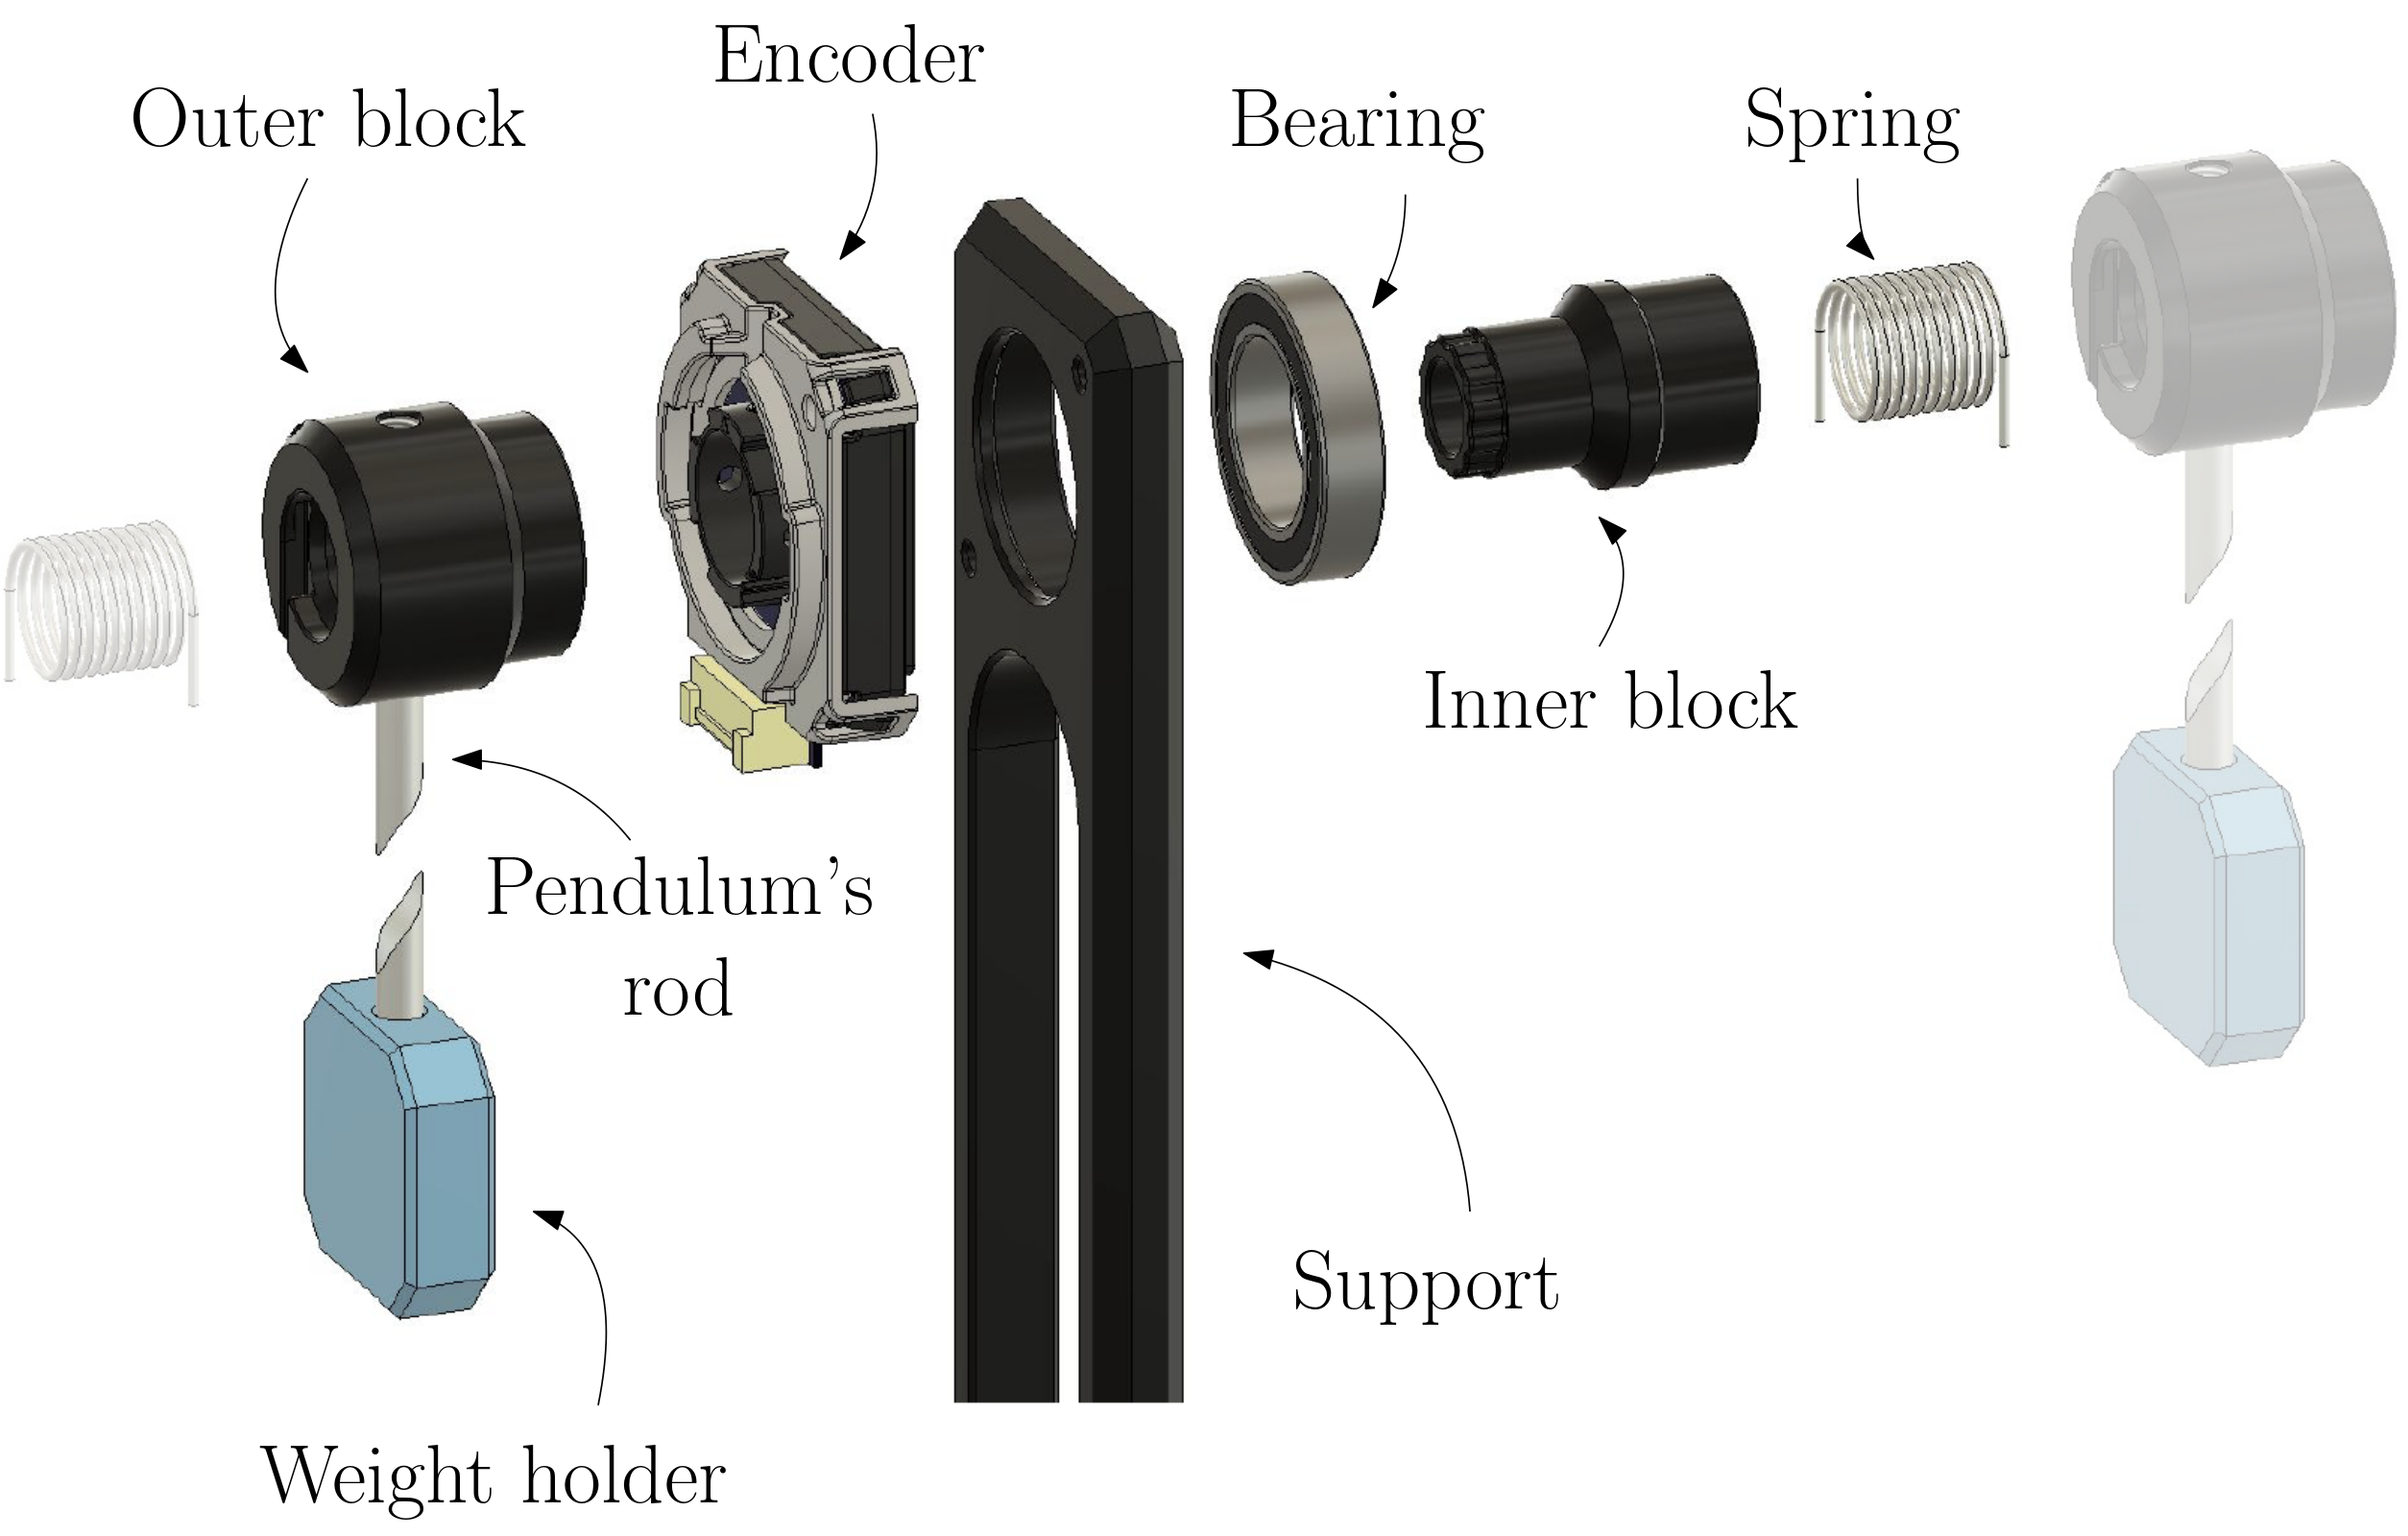 Encoder
Outer block
Bearing
Spring
Inner block
Pendulum's
rod
Support
Weight holder